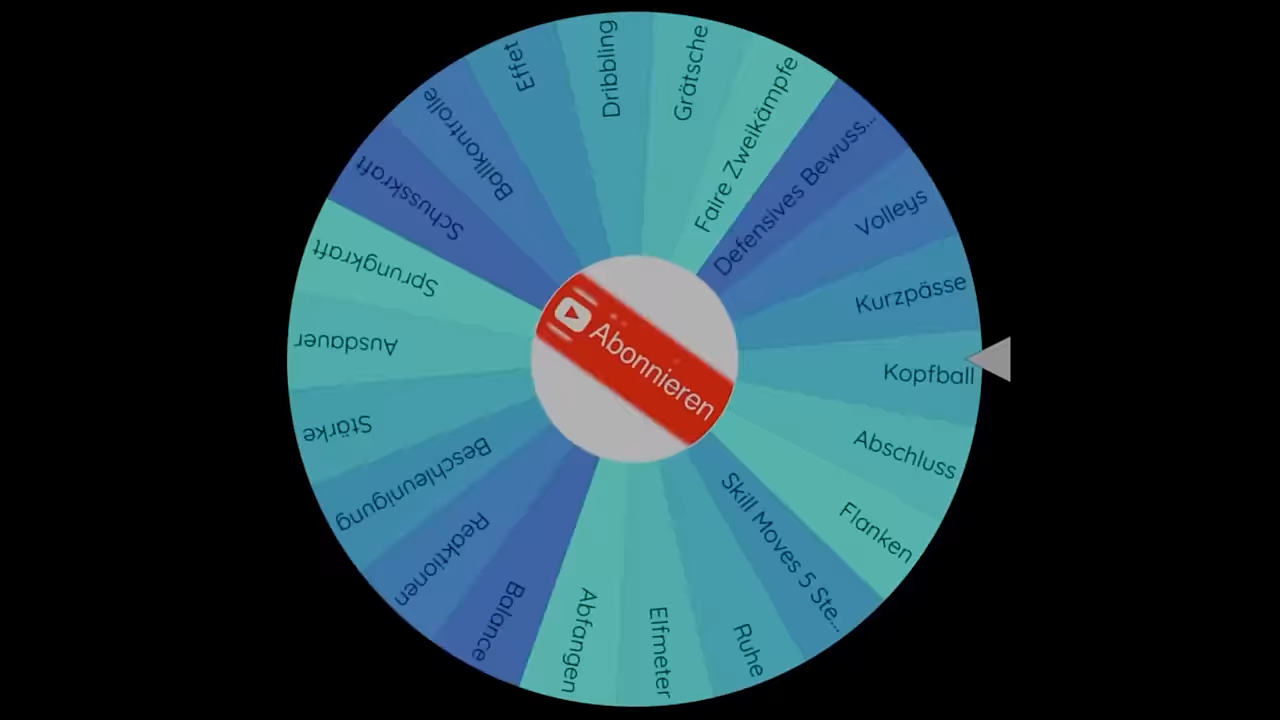 Dribbling
Grätsche
Faire Zweikämpfe
Defensives Bewuss...
Volleys
Kurzpässe
Kopfball
Abschluss
Flanken
Skill Moves 5 Ste...
Ruhe
Elfmeter
Abfangen
Balance
Reaktionen
Beschleunigung
Stärke
Ausdauer
Sprungkraft
Schusskraft
Ballkontrolle
Effet
Abonnieren